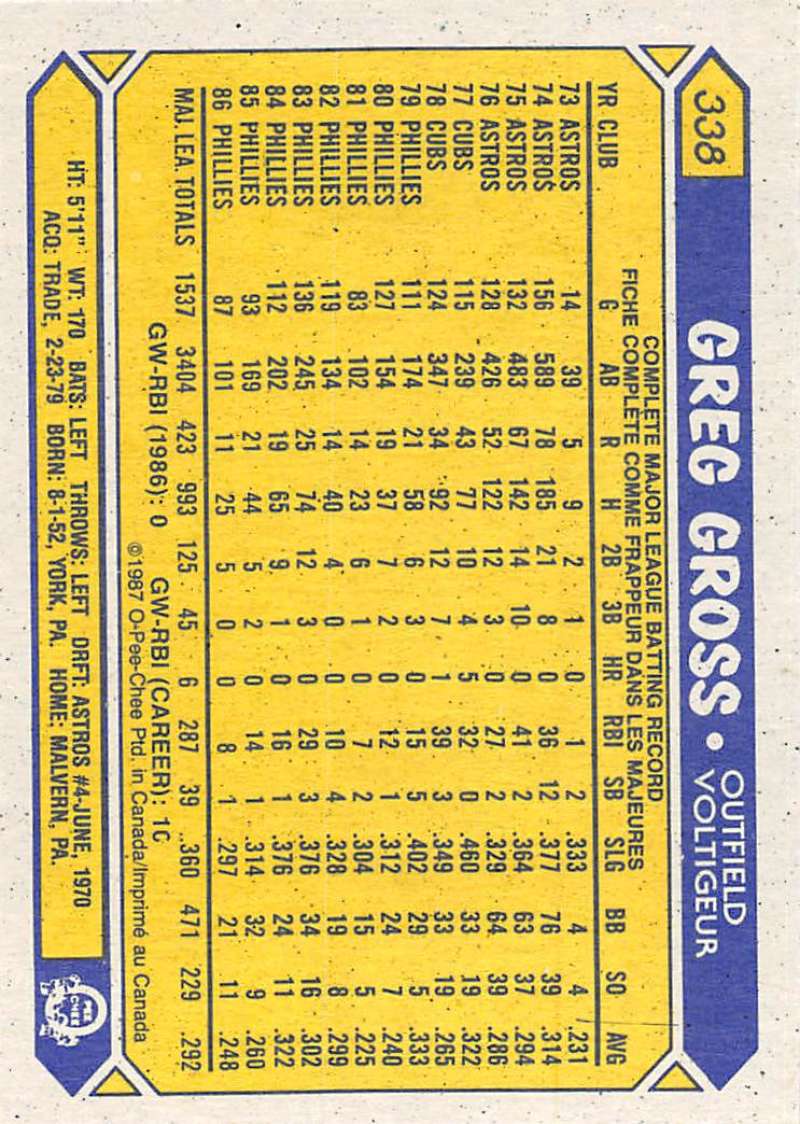 338
GREG GROSS • OUTFIELD
VOLTIGEUR
COMPLETE MAJOR LEAGUE BATTING RECORD
FICHE COMPLÈTE COMME FRAPPEUR DANS LES MAJEURES
YR CLUB G AB R H 2B 3B HR RBI SB SLG BB SO AVG
73 ASTROS 14 39 5 9 2 1 0 1 2 .333 4 4 .231
74 ASTROS 156 589 78 185 21 8 0 36 12 .377 76 39 .314
75 ASTROS 132 483 67 142 14 10 0 41 2 .364 63 37 .294
76 ASTROS 128 426 52 122 12 3 0 27 2 .329 64 39 .286
77 CUBS 115 239 43 77 10 4 5 32 0 .460 33 19 .322
78 CUBS 124 347 34 92 12 7 1 39 3 .349 33 19 .265
79 PHILLIES 111 174 21 58 6 3 0 15 5 .402 29 5 .333
80 PHILLIES 127 154 19 37 7 2 0 12 1 .312 24 7 .240
81 PHILLIES 83 102 14 23 6 1 0 7 2 .304 15 5 .225
82 PHILLIES 119 134 14 40 4 0 0 10 4 .328 19 8 .299
83 PHILLIES 136 245 25 74 12 3 0 29 3 .376 34 16 .302
84 PHILLIES 112 202 19 65 9 1 0 16 1 .376 24 11 .322
85 PHILLIES 93 169 21 44 5 2 0 14 1 .314 32 9 .260
86 PHILLIES 87 101 11 25 5 0 0 8 1 .297 21 11 .248
MAJ. LEA. TOTALS 1537 3404 423 993 125 45 6 287 39 .360 471 229 .292
GW-RBI (1986): 0 GW-RBI (CAREER): 1C
©1987 O-Pee-Chee Ptd. in Canada/Imprimé au Canada
HT: 5'11" WT: 170 BATS: LEFT THROWS: LEFT DRFT: ASTROS #4-JUNE, 1970
ACQ: TRADE, 2-23-79 BORN: 8-1-52, YORK, PA. HOME: MALVERN, PA.
O
PEE
CHEE